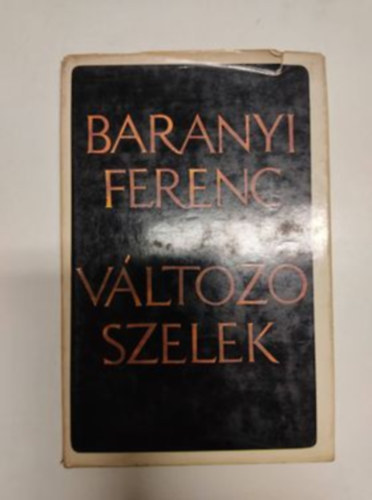 BARANYI
FERENC
VÁLTOZÓ
SZELEK